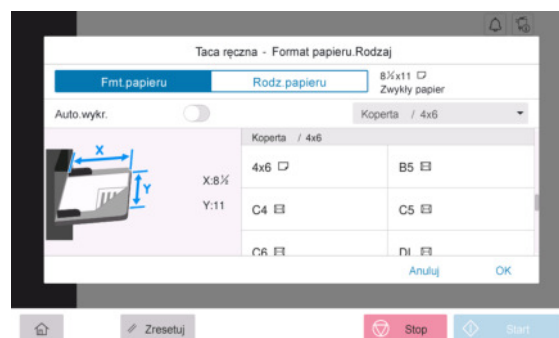 Taca ręczna - Format papieru.Rodzaj
Fmt.papieru
Rodz.papieru
8½x11
Zwykły papier
Auto.wykr.
Koperta / 4x6
Koperta / 4x6
X
Y
X:8½
Y:11
4x6
B5
C4
C5
C6
DL
Anuluj
OK
Zresetuj
Stop
Start